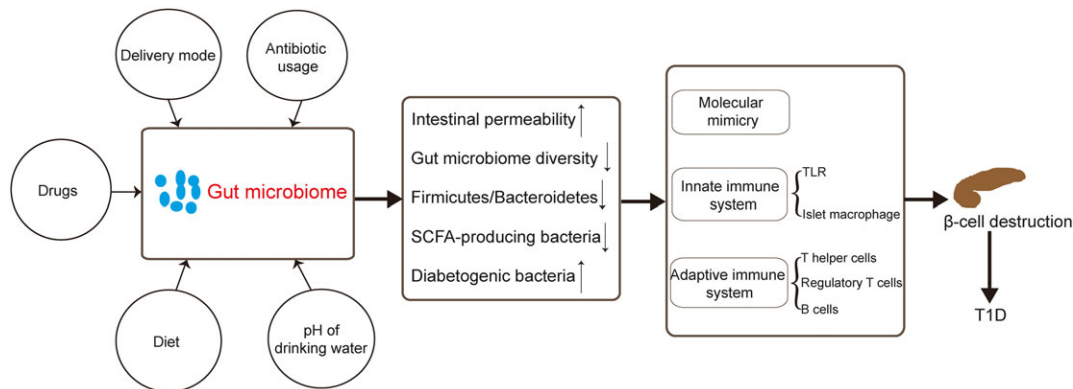 Delivery mode
Antibiotic
usage
Drugs
Gut microbiome
Diet
pH of
drinking water
Intestinal permeability↑
Gut microbiome diversity↓
Firmicutes/Bacteroidetes↓
SCFA-producing bacteria↓
Diabetogenic bacteria↑
Molecular
mimicry
Innate immune
system
TLR
Islet macrophage
Adaptive immune
system
T helper cells
Regulatory T cells
B cells
β-cell destruction
T1D